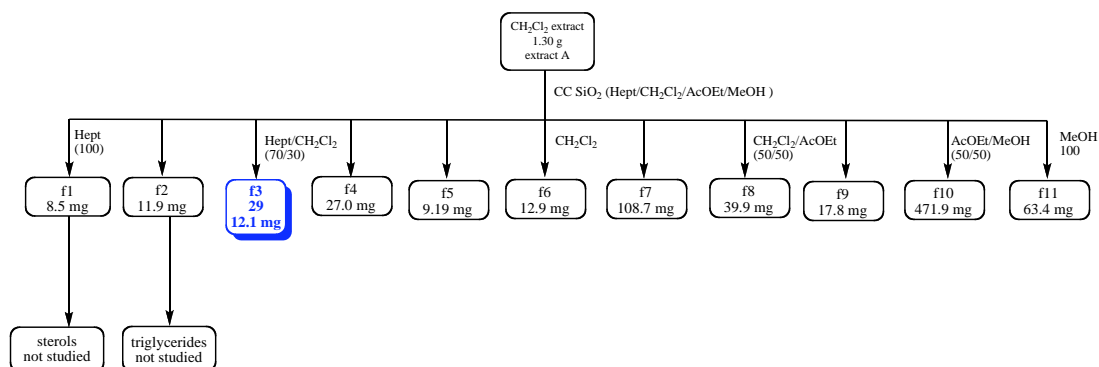 CH₂Cl₂ extract
1.30 g
extract A
CC SiO₂ (Hept/CH₂Cl₂/AcOEt/MeOH )
Hept
(100)
Hept/CH₂Cl₂
(70/30)
CH₂Cl₂
CH₂Cl₂/AcOEt
(50/50)
AcOEt/MeOH
(50/50)
MeOH
100
f1
8.5 mg
f2
11.9 mg
f3
29
12.1 mg
f4
27.0 mg
f5
9.19 mg
f6
12.9 mg
f7
108.7 mg
f8
39.9 mg
f9
17.8 mg
f10
471.9 mg
f11
63.4 mg
sterols
not studied
triglycerides
not studied